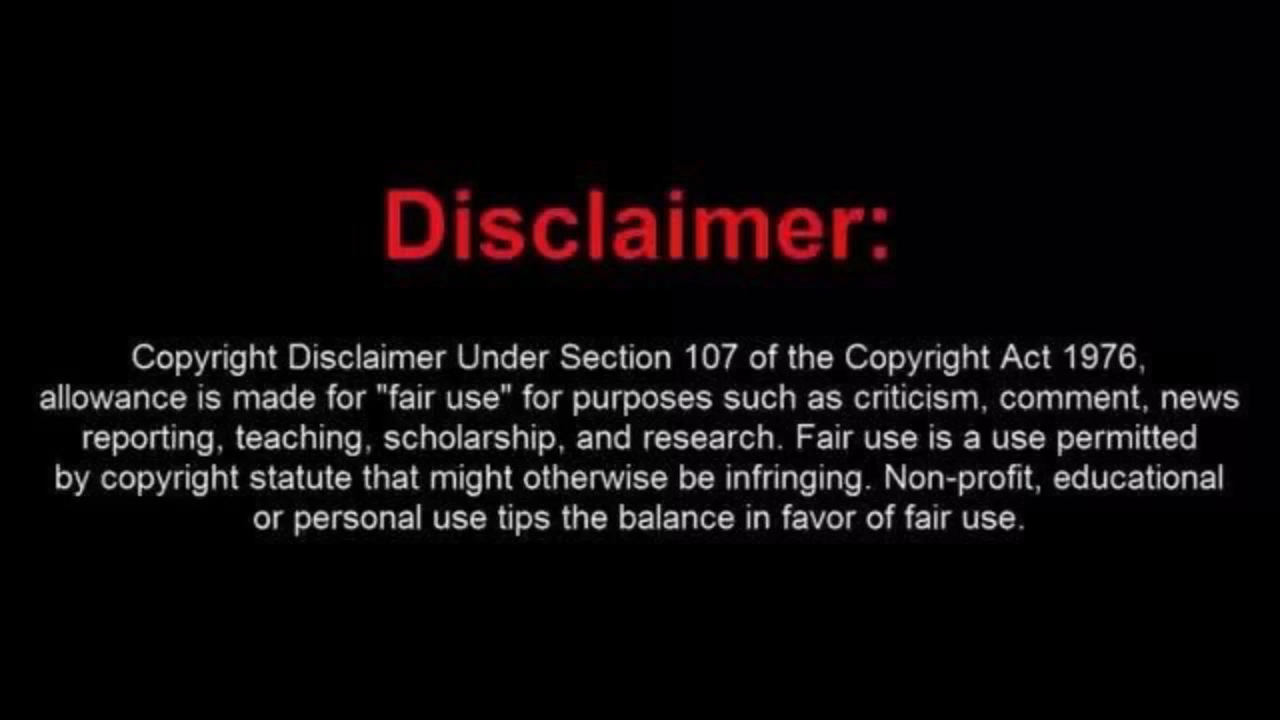 Disclaimer:
Copyright Disclaimer Under Section 107 of the Copyright Act 1976,
allowance is made for "fair use" for purposes such as criticism, comment, news
reporting, teaching, scholarship, and research. Fair use is a use permitted
by copyright statute that might otherwise be infringing. Non-profit, educational
or personal use tips the balance in favor of fair use.